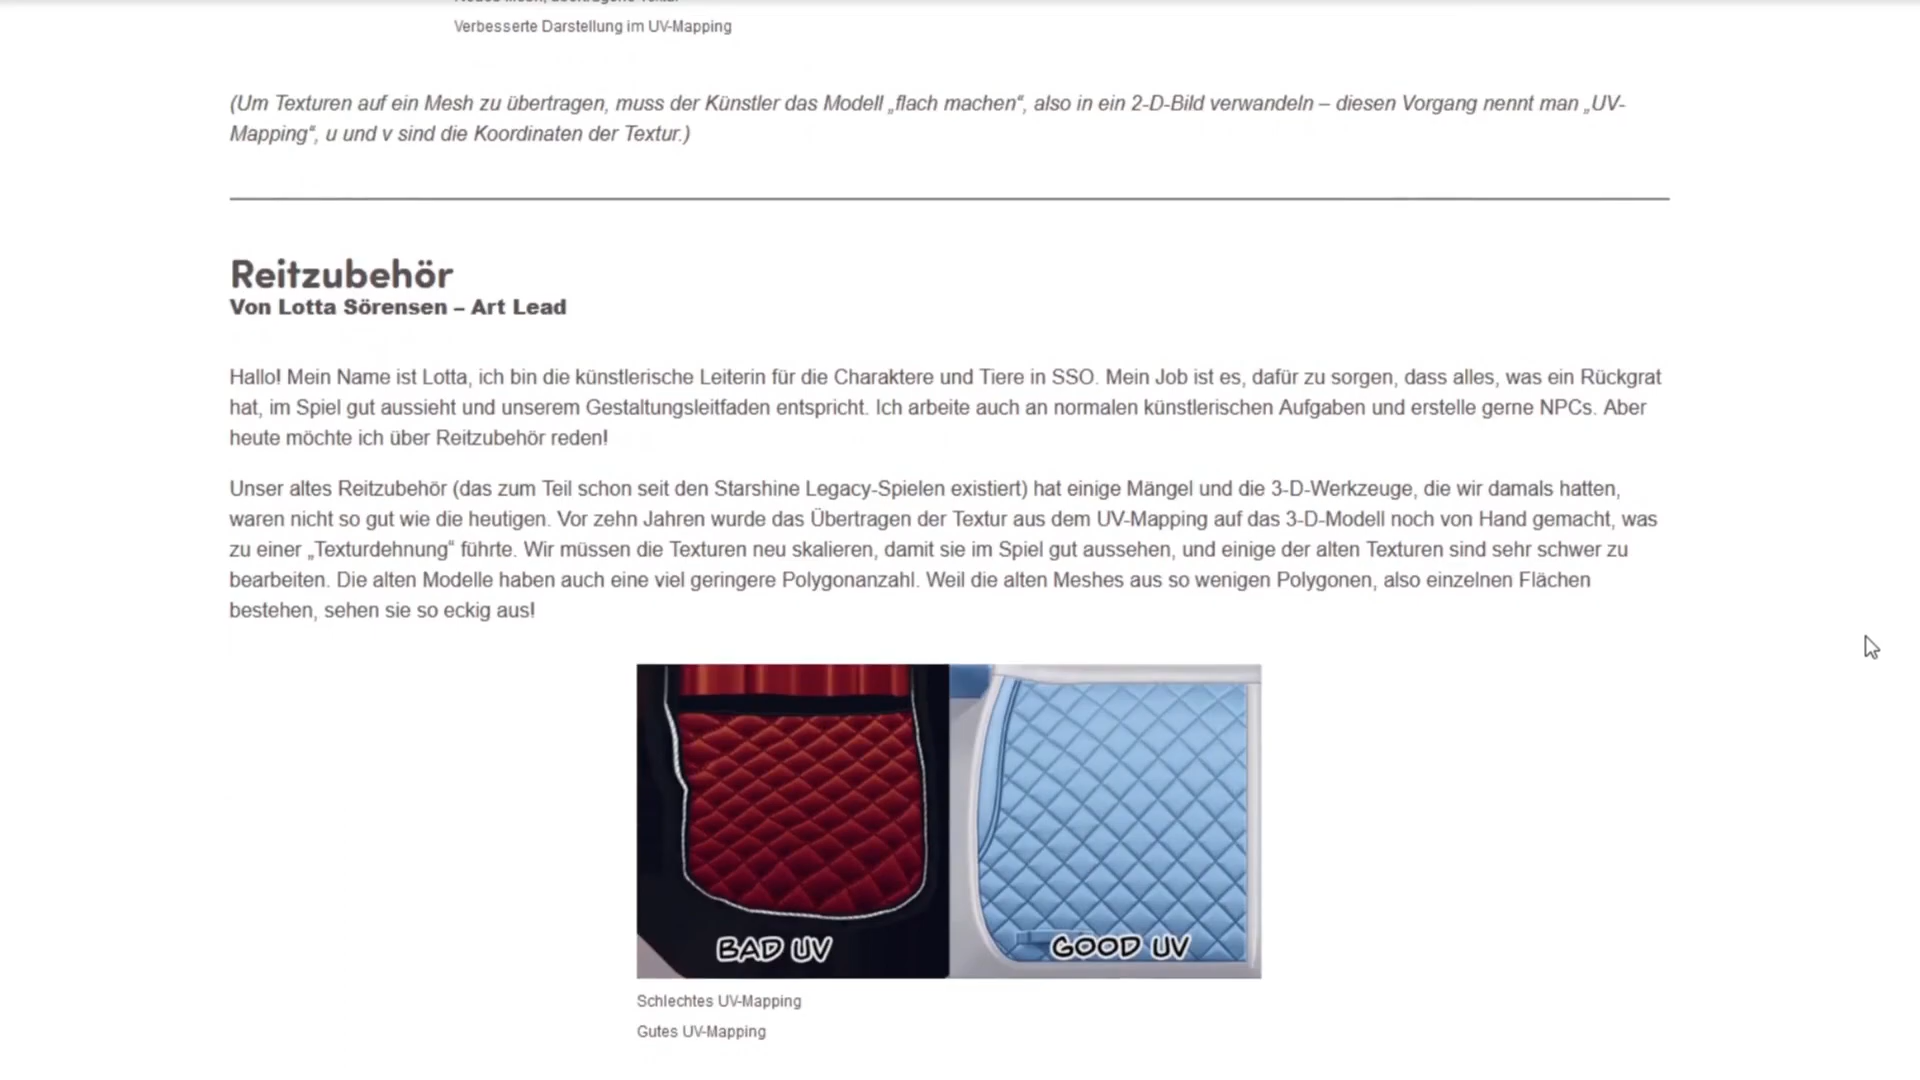 Verbesserte Darstellung im UV-Mapping
(Um Texturen auf ein Mesh zu übertragen, muss der Künstler das Modell „flach machen“, also in ein 2-D-Bild verwandeln – diesen Vorgang nennt man „UV-
Mapping“, u und v sind die Koordinaten der Textur.)
Reitzubehör
Von Lotta Sörensen – Art Lead
Hallo! Mein Name ist Lotta, ich bin die künstlerische Leiterin für die Charaktere und Tiere in SSO. Mein Job ist es, dafür zu sorgen, dass alles, was ein Rückgrat
hat, im Spiel gut aussieht und unserem Gestaltungsleitfaden entspricht. Ich arbeite auch an normalen künstlerischen Aufgaben und erstelle gerne NPCs. Aber
heute möchte ich über Reitzubehör reden!
Unser altes Reitzubehör (das zum Teil schon seit den Starshine Legacy-Spielen existiert) hat einige Mängel und die 3-D-Werkzeuge, die wir damals hatten,
waren nicht so gut wie die heutigen. Vor zehn Jahren wurde das Übertragen der Textur aus dem UV-Mapping auf das 3-D-Modell noch von Hand gemacht, was
zu einer „Texturdehnung“ führte. Wir müssen die Texturen neu skalieren, damit sie im Spiel gut aussehen, und einige der alten Texturen sind sehr schwer zu
bearbeiten. Die alten Modelle haben auch eine viel geringere Polygonanzahl. Weil die alten Meshes aus so wenigen Polygonen, also einzelnen Flächen
bestehen, sehen sie so eckig aus!
BAD UV
GOOD UV
Schlechtes UV-Mapping
Gutes UV-Mapping